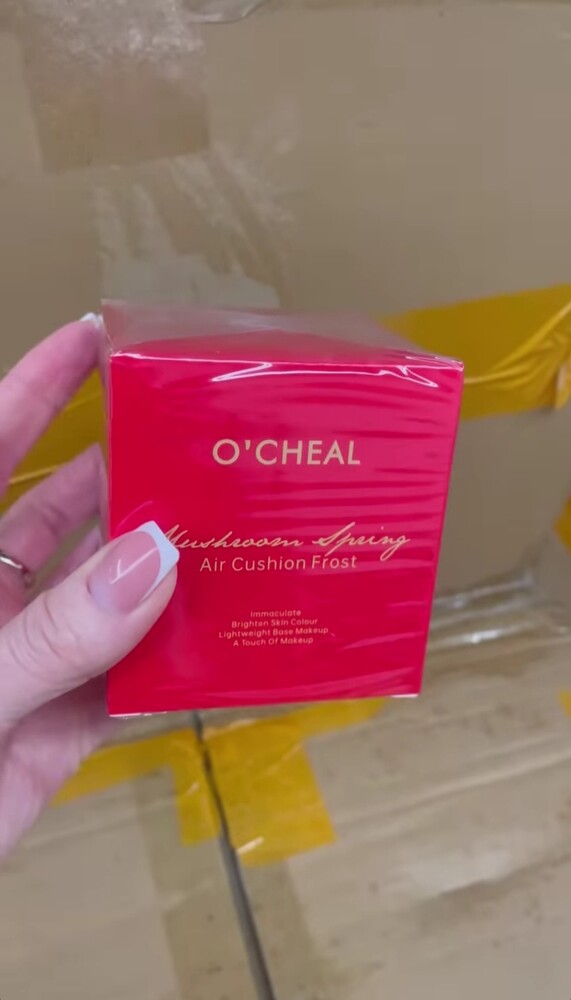 O'CHEAL
Mushroom Spring
Air Cushion Frost
Immaculate
Brighten Skin Colour
Lightweight Base Makeup
A Touch Of Makeup